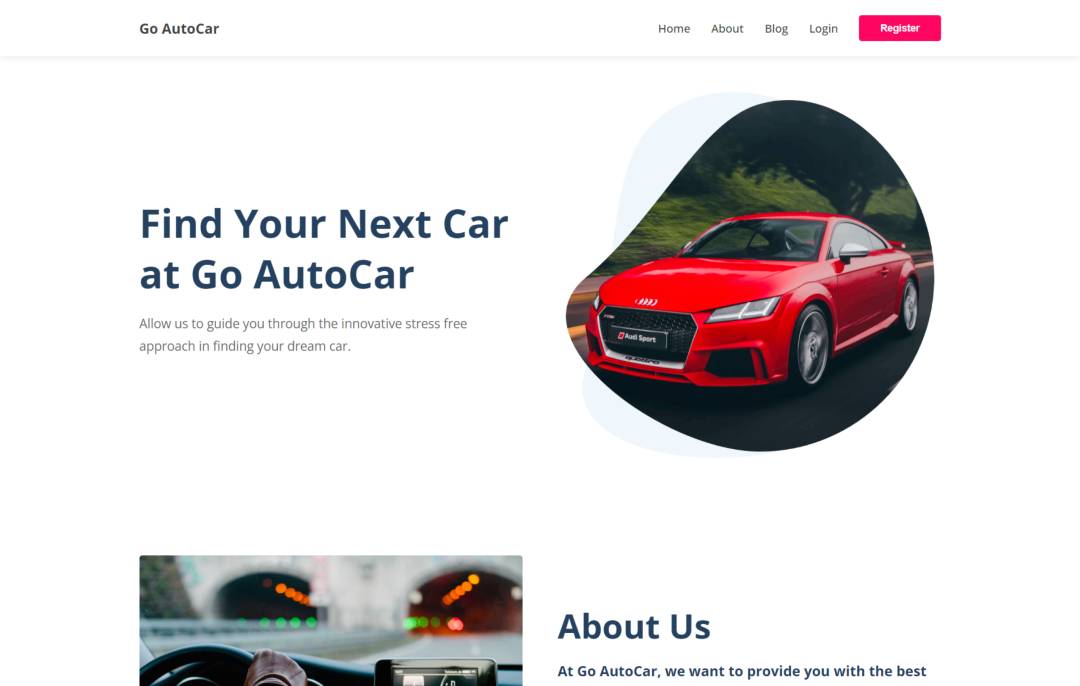 Go AutoCar
Home About Blog Login Register
Find Your Next Car
at Go AutoCar
Allow us to guide you through the innovative stress free
approach in finding your dream car.
Audi Sport
quattro
About Us
At Go AutoCar, we want to provide you with the best